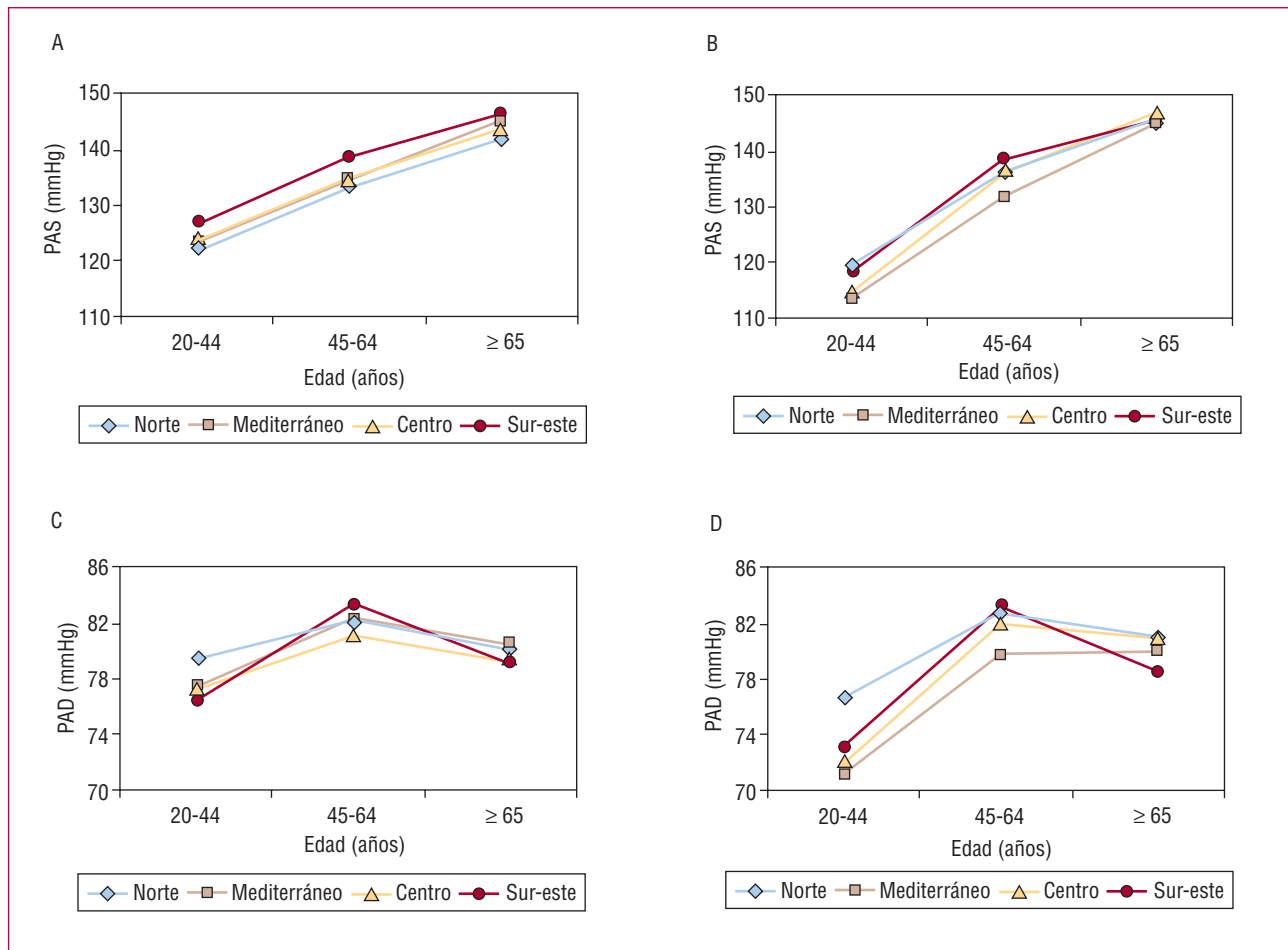 A
150
140
130
120
110
PAS (mmHg)
20-44 45-64 ≥ 65
Edad (años)
Norte Mediterráneo Centro Sur-este
B
150
140
130
120
110
PAS (mmHg)
20-44 45-64 ≥ 65
Edad (años)
Norte Mediterráneo Centro Sur-este
C
86
82
78
74
70
PAD (mmHg)
20-44 45-64 ≥ 65
Edad (años)
Norte Mediterráneo Centro Sur-este
D
86
82
78
74
70
PAD (mmHg)
20-44 45-64 ≥ 65
Edad (años)
Norte Mediterráneo Centro Sur-este